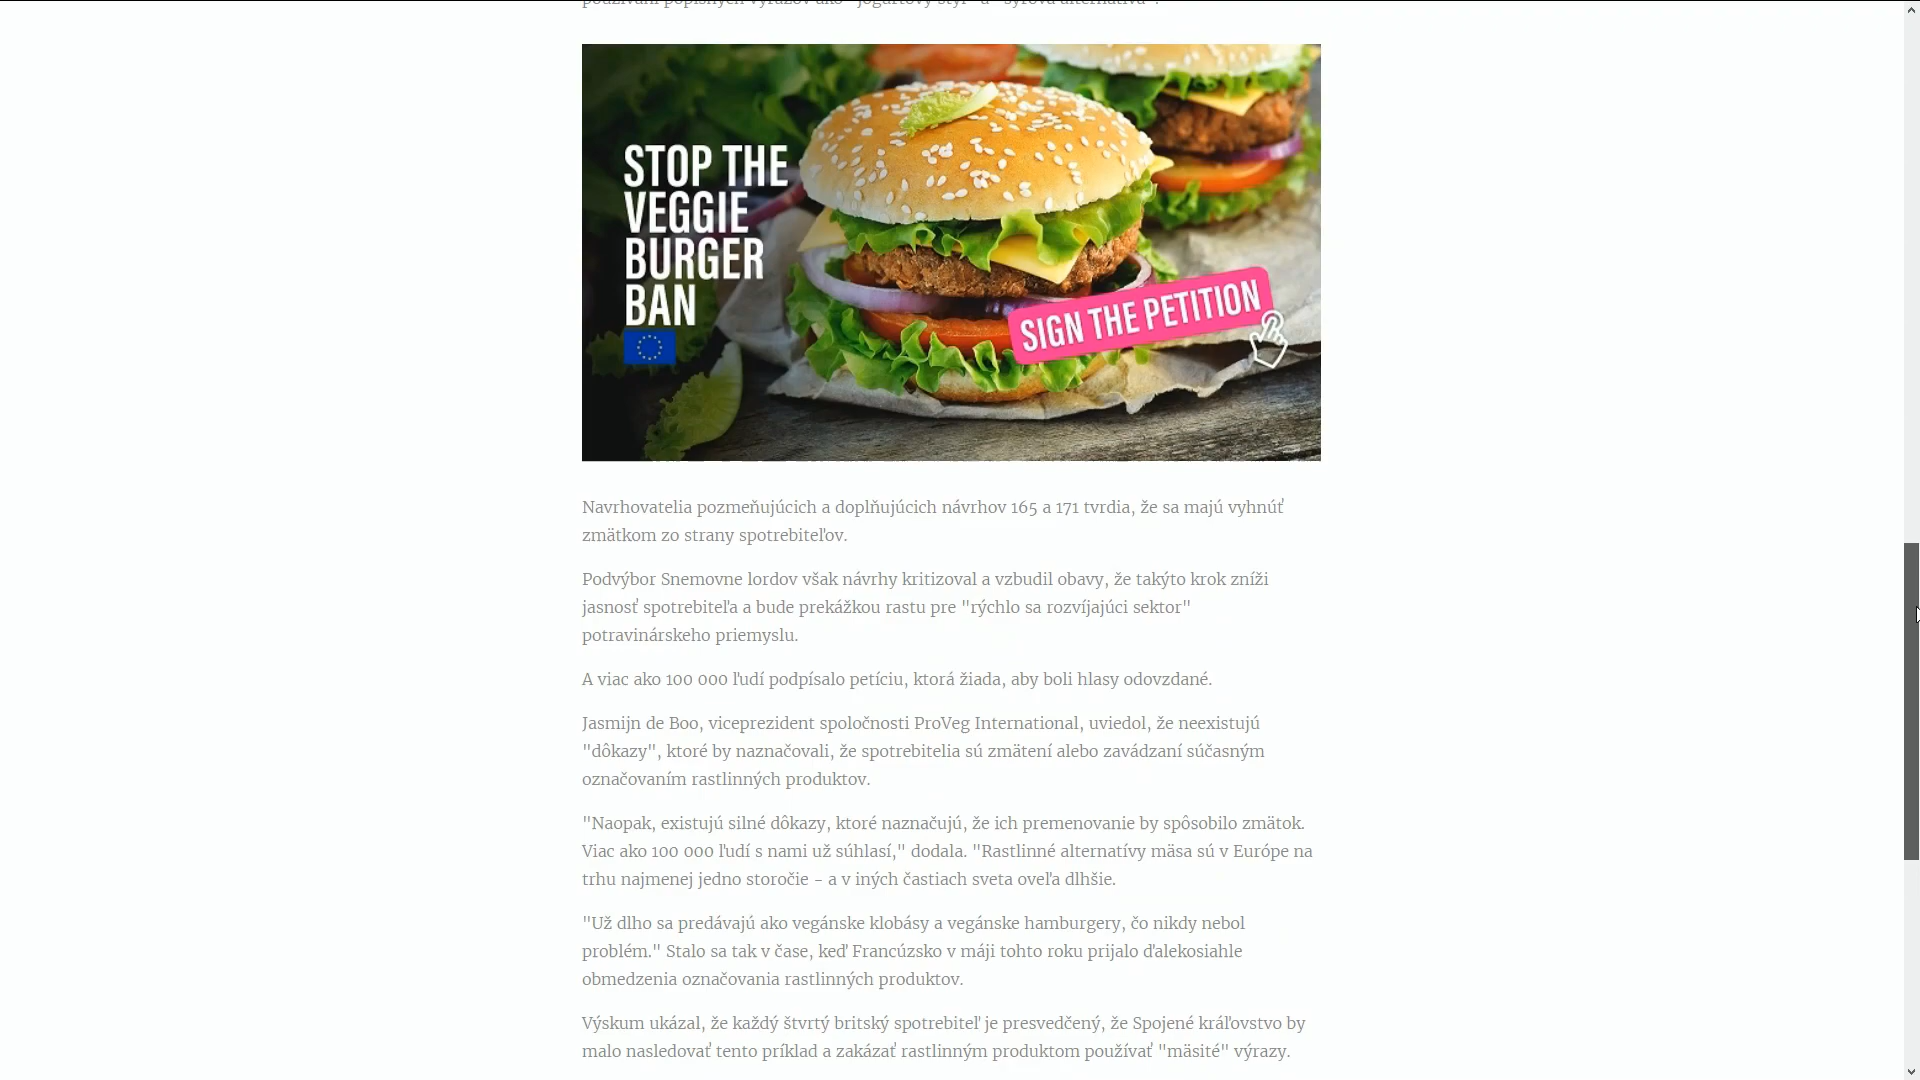 STOP THE
VEGGIE
BURGER
BAN
SIGN THE PETITION
Navrhovatelia pozmeňujúcich a doplňujúcich návrhov 165 a 171 tvrdia, že sa majú vyhnúť
zmätkom zo strany spotrebiteľov.
Podvýbor Snemovne lordov však návrhy kritizoval a vzbudil obavy, že takýto krok zníži
jasnosť spotrebiteľa a bude prekážkou rastu pre "rýchlo sa rozvíjajúci sektor"
potravinárskeho priemyslu.
A viac ako 100 000 ľudí podpísalo petíciu, ktorá žiada, aby boli hlasy odovzdané.
Jasmijn de Boo, viceprezident spoločnosti ProVeg International, uviedol, že neexistujú
"dôkazy", ktoré by naznačovali, že spotrebitelia sú zmätení alebo zavádzaní súčasným
označovaním rastlinných produktov.
"Naopak, existujú silné dôkazy, ktoré naznačujú, že ich premenovanie by spôsobilo zmätok.
Viac ako 100 000 ľudí s nami už súhlasí," dodala. "Rastlinné alternatívy mäsa sú v Európe na
trhu najmenej jedno storočie - a v iných častiach sveta oveľa dlhšie.
"Už dlho sa predávajú ako vegánske klobásy a vegánske hamburgery, čo nikdy nebol
problém." Stalo sa tak v čase, keď Francúzsko v máji tohto roku prijalo ďalekosiahle
obmedzenia označovania rastlinných produktov.
Výskum ukázal, že každý štvrtý britský spotrebiteľ je presvedčený, že Spojené kráľovstvo by
malo nasledovať tento príklad a zakázať rastlinným produktom používať "mäsité" výrazy.